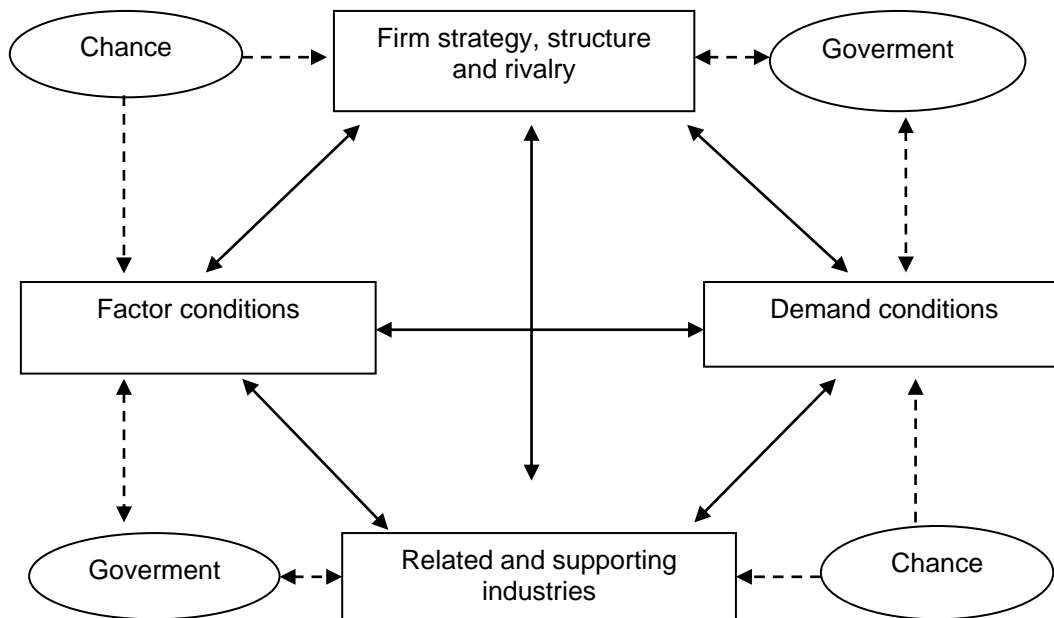 Chance
Firm strategy, structure
and rivalry
Goverment
Factor conditions
Demand conditions
Goverment
Related and supporting
industries
Chance